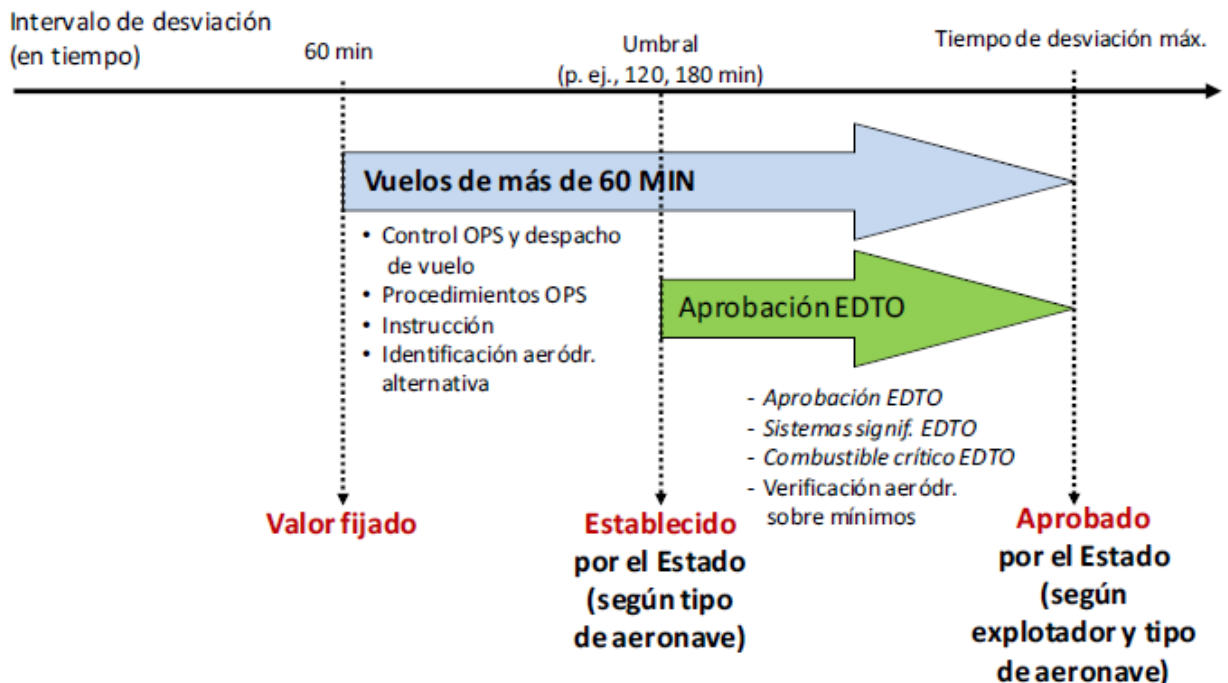 Intervalo de desviación
(en tiempo)
60 min
Umbral
(p. ej., 120, 180 min)
Tiempo de desviación máx.
Vuelos de más de 60 MIN
• Control OPS y despacho
de vuelo
• Procedimientos OPS
• Instrucción
• Identificación aeródr.
alternativa
Aprobación EDTO
- Aprobación EDTO
- Sistemas signif. EDTO
- Combustible crítico EDTO
- Verificación aeródr.
sobre mínimos
Valor fijado
Establecido
por el Estado
(según tipo
de aeronave)
Aprobado
por el Estado
(según
explotador y tipo
de aeronave)